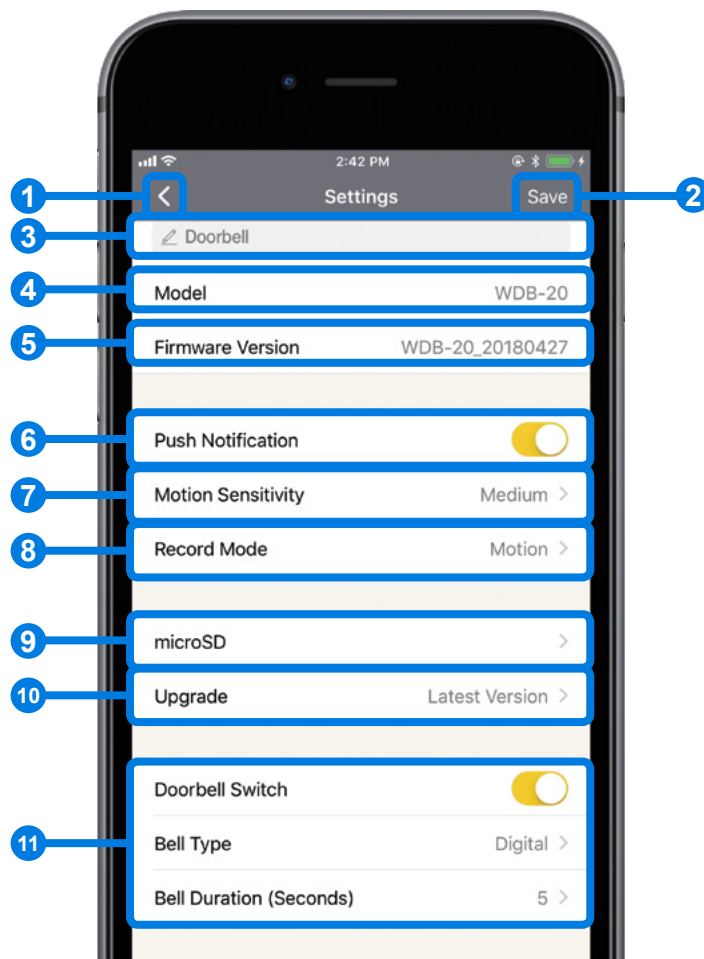 2:42 PM
1
Settings
Save
2
3
Doorbell
4
Model
WDB-20
5
Firmware Version
WDB-20_20180427
6
Push Notification
7
Motion Sensitivity
Medium
8
Record Mode
Motion
9
microSD
10
Upgrade
Latest Version
Doorbell Switch
11
Bell Type
Digital
Bell Duration (Seconds)
5